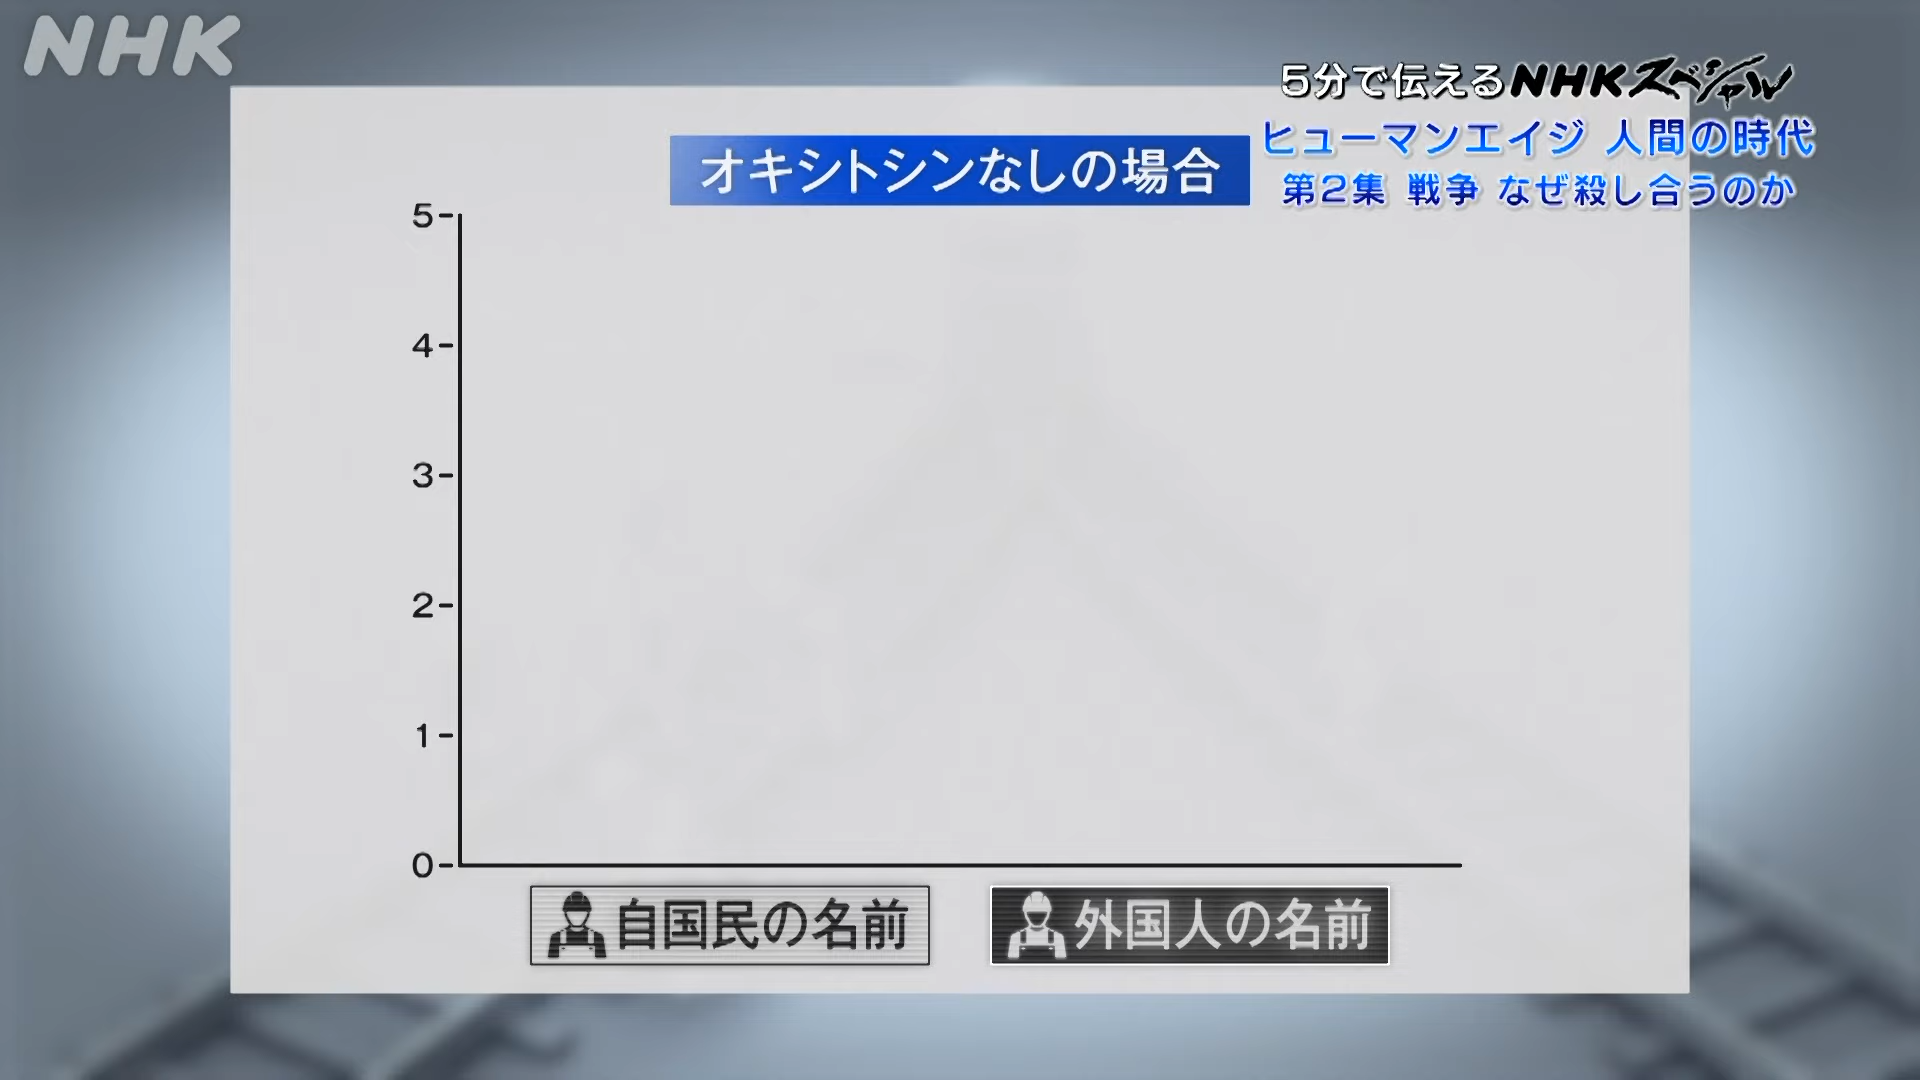 NHK
5分で伝えるNHKスペシャル
ヒューマンエイジ 人間の時代
第2集 戦争 なぜ殺し合うのか
オキシトシンなしの場合
5
4
3
2
1
0
自国民の名前
外国人の名前